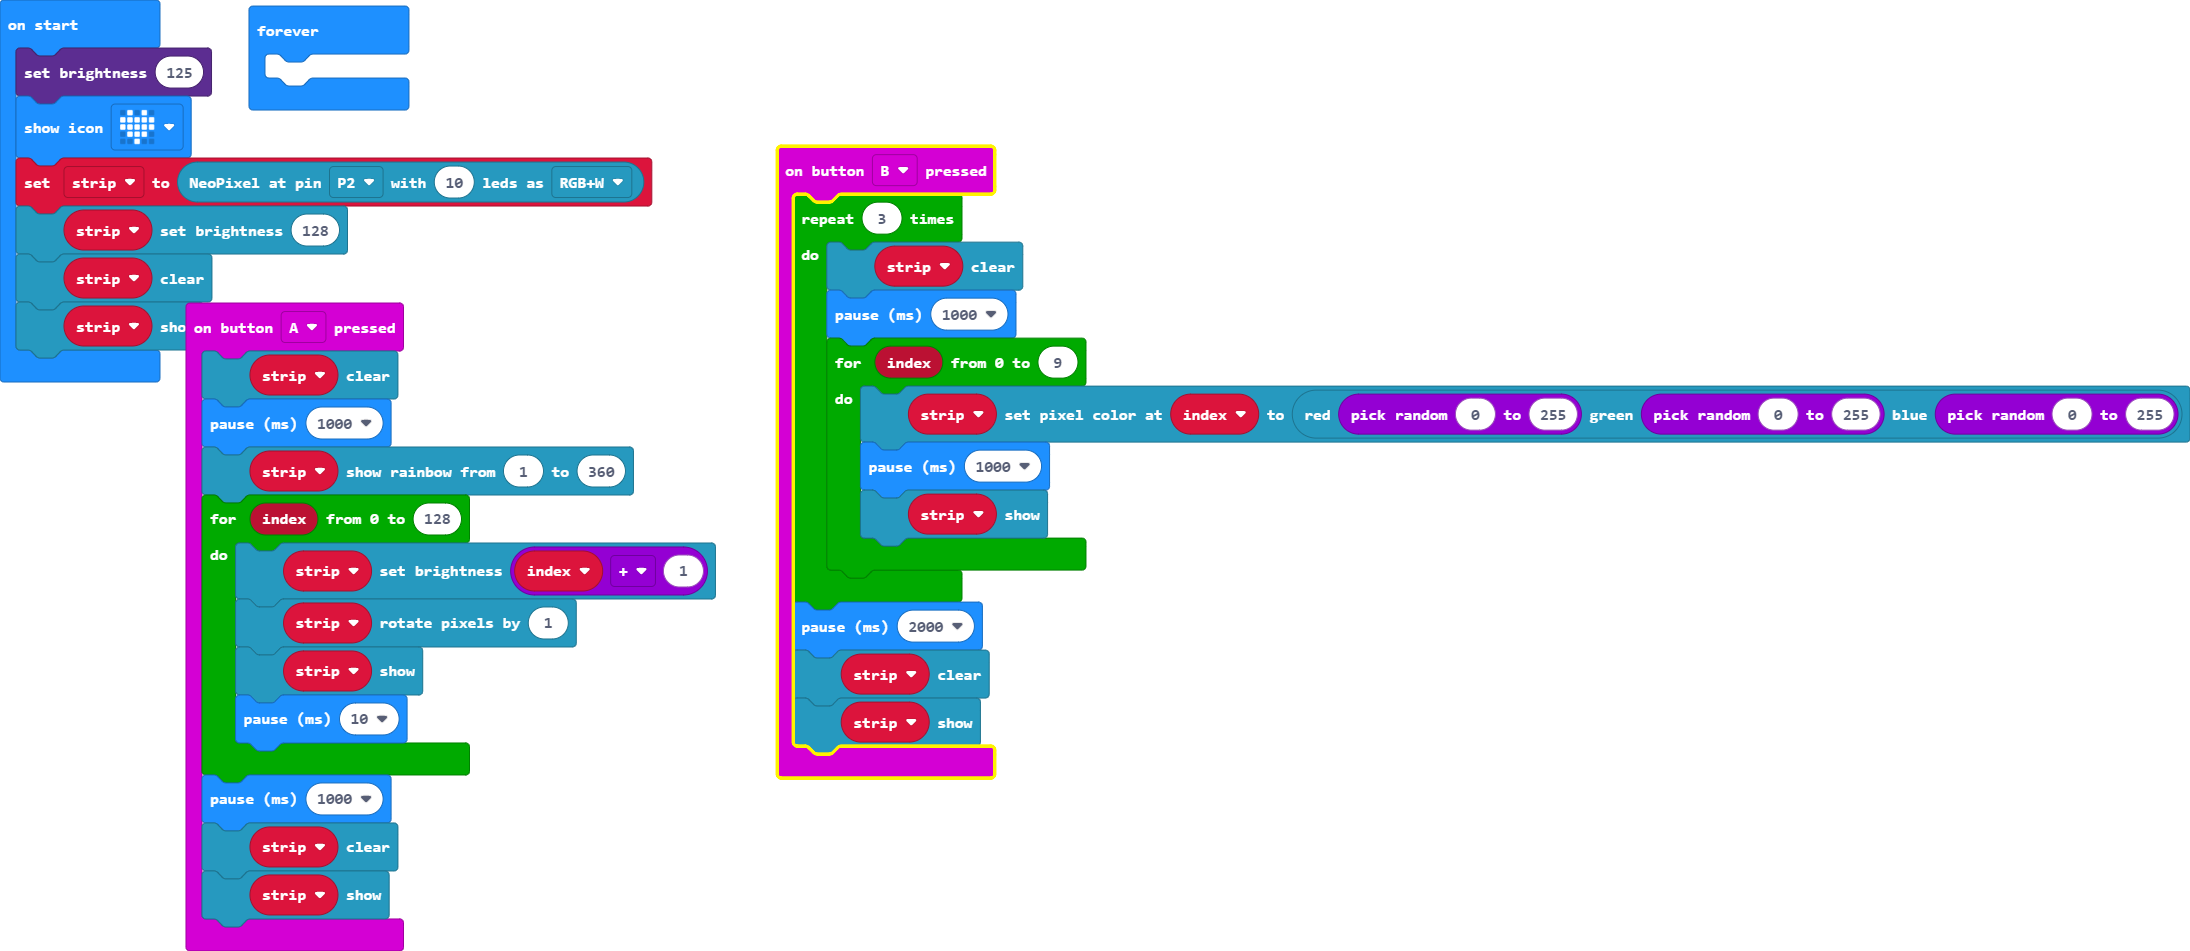 on start
set brightness 125
show icon
set strip to NeoPixel at pin P2 with 10 leds as RGB+W
strip set brightness 128
strip clear
strip sho
forever
on button A pressed
strip clear
pause (ms) 1000
strip show rainbow from 1 to 360
for index from 0 to 128
do
strip set brightness index + 1
strip rotate pixels by 1
strip show
pause (ms) 10
pause (ms) 1000
strip clear
strip show
on button B pressed
repeat 3 times
do
strip clear
pause (ms) 1000
for index from 0 to 9
do
strip set pixel color at index to red pick random 0 to 255 green pick random 0 to 255 blue pick random 0 to 255
pause (ms) 1000
strip show
pause (ms) 2000
strip clear
strip show